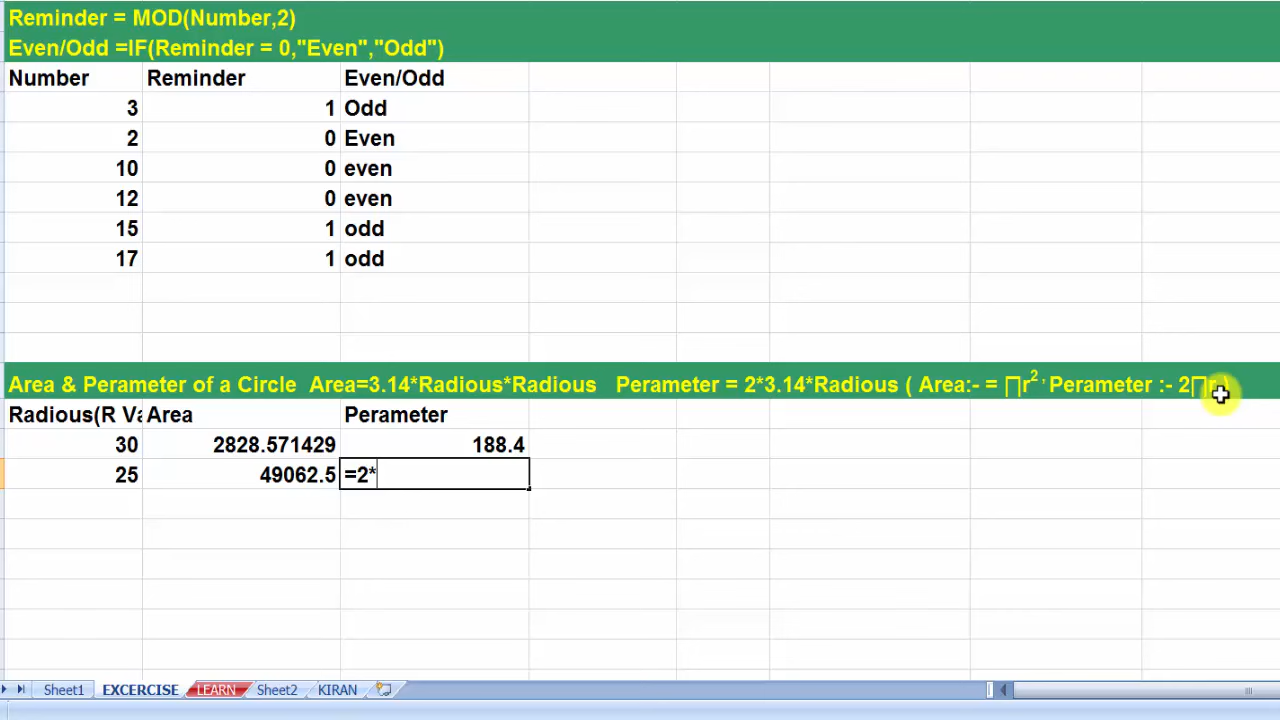 Reminder = MOD(Number,2)
Even/Odd =IF(Reminder = 0,"Even","Odd")
Number Reminder Even/Odd
3 1 Odd
2 0 Even
10 0 even
12 0 even
15 1 odd
17 1 odd
Area & Perameter of a Circle Area=3.14*Radious*Radious Perameter = 2*3.14*Radious ( Area:- = ∏r², Perameter :- 2∏r)
Radious(R Va Area Perameter
30 2828.571429 188.4
25 49062.5 =2*
Sheet1 EXCERCISE LEARN Sheet2 KIRAN